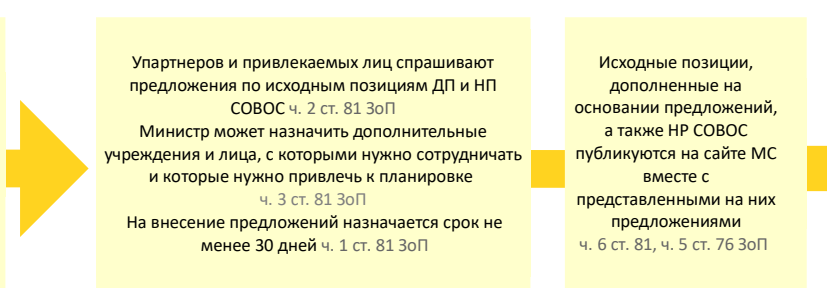 Упартнеров и привлекаемых лиц спрашивают
предложения по исходным позициям ДП и НП
СОВОС ч. 2 ст. 81 ЗоП
Министр может назначить дополнительные
учреждения и лица, с которыми нужно сотрудничать
и которые нужно привлечь к планировке
ч. 3 ст. 81 ЗоП
На внесение предложений назначается срок не
менее 30 дней ч. 1 ст. 81 ЗоП
Исходные позиции,
дополненные на
основании предложений,
а также НР СОВОС
публикуются на сайте МС
вместе с
представленными на них
предложениями
ч. 6 ст. 81, ч. 5 ст. 76 ЗоП